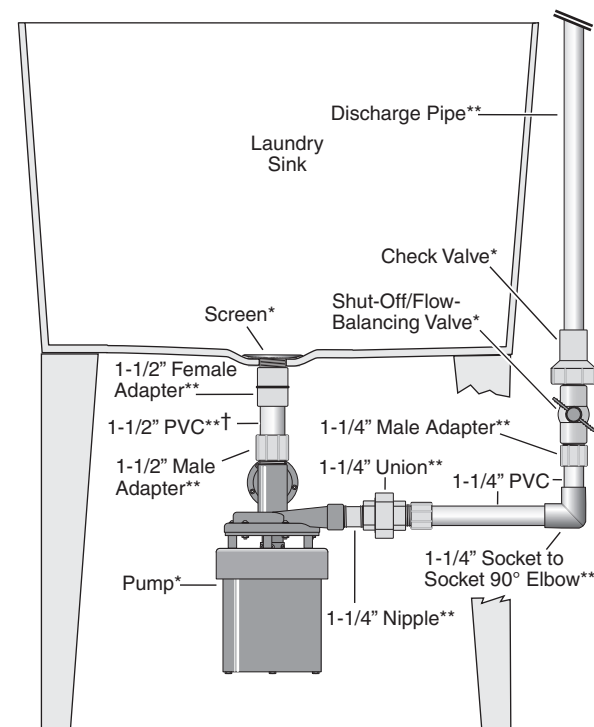 Discharge Pipe**
Laundry
Sink
Check Valve*
Shut-Off/Flow-
Balancing Valve*
Screen*
1-1/2” Female
Adapter**
1-1/2” PVC**†
1-1/4” Male Adapter**
1-1/2” Male
Adapter**
1-1/4” Union**
1-1/4” PVC
1-1/4” Socket to
Socket 90° Elbow**
Pump*
1-1/4” Nipple**